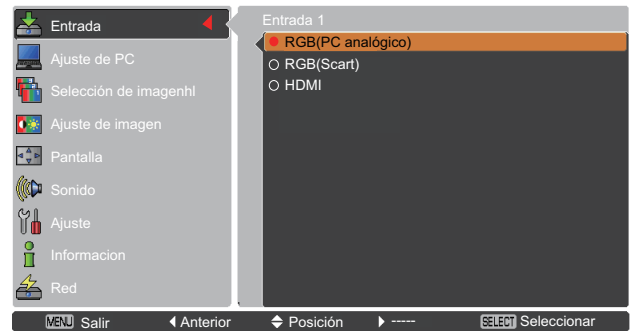 Entrada
Ajuste de PC
Selección de imagenhl
Ajuste de imagen
Pantalla
Sonido
Ajuste
Informacion
Red
Entrada 1
RGB(PC analógico)
RGB(Scart)
HDMI
MENU Salir Anterior Posición ----- SELECT Seleccionar